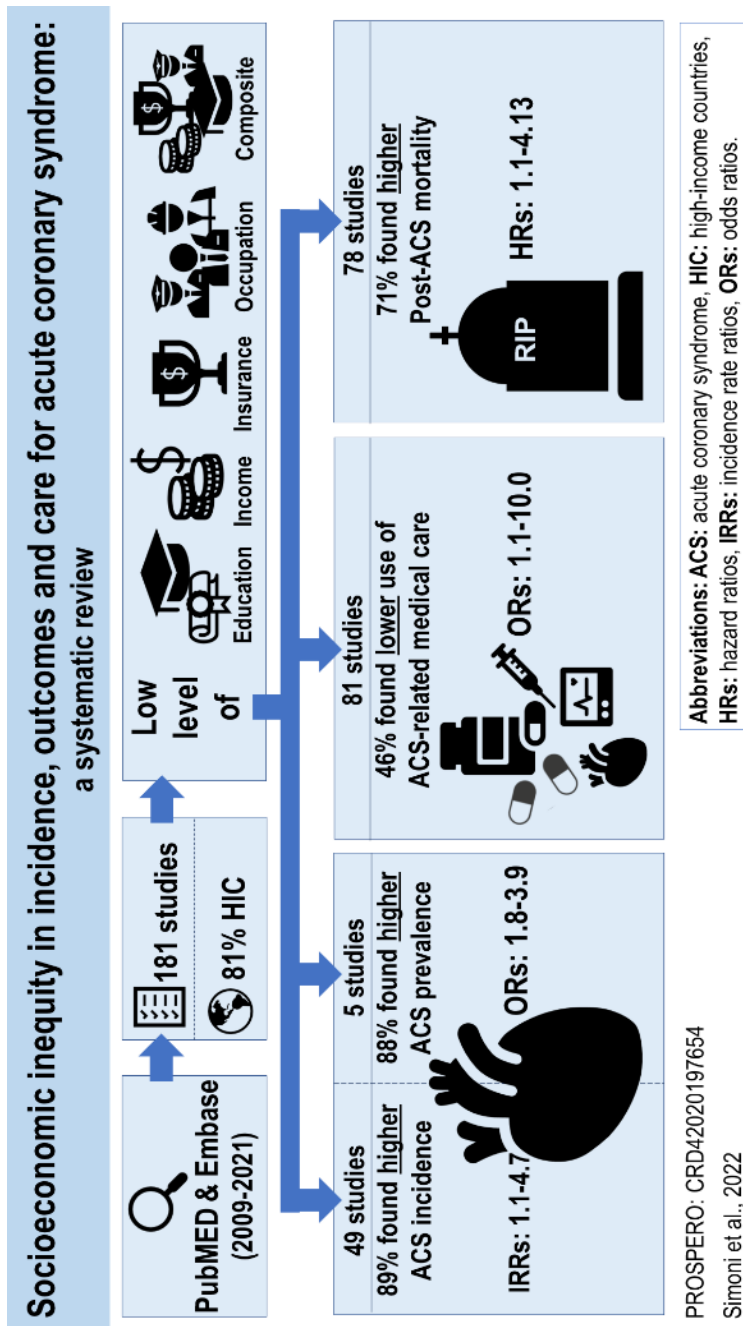 Socioeconomic inequity in incidence, outcomes and care for acute coronary syndrome:
a systematic review
PubMED & Embase
(2009-2021)
181 studies
81% HIC
Low
level
of
Education
Income
$
Insurance
$
Occupation
Composite
$
49 studies
89% found higher
ACS incidence
IRRs: 1.1-4.7
5 studies
88% found higher
ACS prevalence
ORs: 1.8-3.9
81 studies
46% found lower use of
ACS-related medical care
ORs: 1.1-10.0
78 studies
71% found higher
Post-ACS mortality
HRs: 1.1-4.13
RIP
PROSPERO: CRD42020197654
Simoni et al., 2022
Abbreviations: ACS: acute coronary syndrome, HIC: high-income countries,
HRs: hazard ratios, IRRs: incidence rate ratios, ORs: odds ratios.